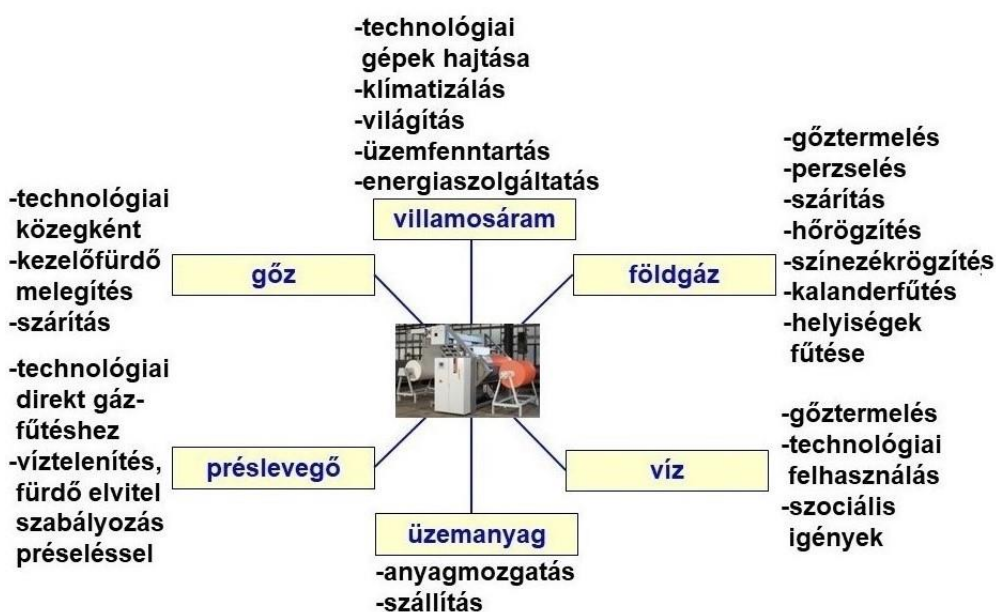 -technológiai
gépek hajtása
-klímatizálás
-világítás
-üzemfenntartás
-energiaszolgáltatás
villamosáram
-technológiai
közegként
-kezelőfürdő
melegítés
-szárítás
gőz
földgáz
-gőztermelés
-perzselés
-szárítás
-hőrögzítés
-színezékrögzítés
-kalanderfűtés
-helyiségek
fűtése
-technológiai
direkt gáz-
fűtéshez
-víztelenítés,
fürdő elvitel
szabályozás
préseléssel
préslevegő
víz
-gőztermelés
-technológiai
felhasználás
-szociális
igények
üzemanyag
-anyagmozgatás
-szállítás